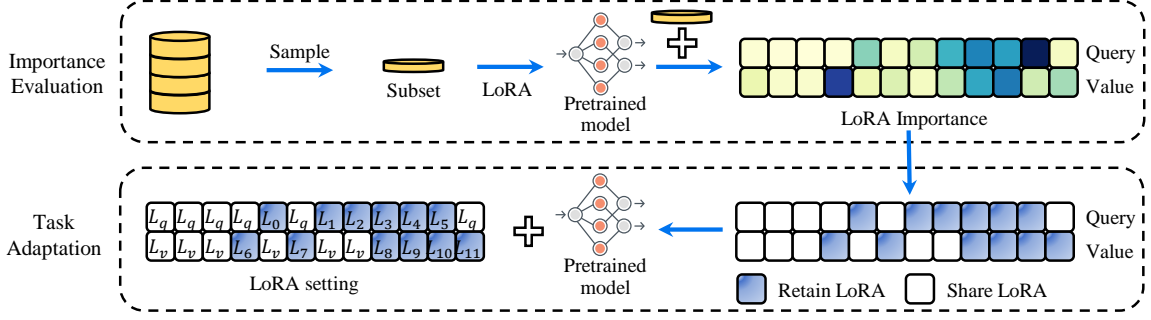 Importance
Evaluation
Sample
Subset
LoRA
Pretrained
model
Query
Value
LoRA Importance
Task
Adaptation
L_q L_q L_q L_q L_0 L_q L_1 L_2 L_3 L_4 L_5 L_q
L_v L_v L_v L_6 L_v L_7 L_v L_v L_8 L_9 L_10 L_11
LoRA setting
Pretrained
model
Query
Value
Retain LoRA
Share LoRA